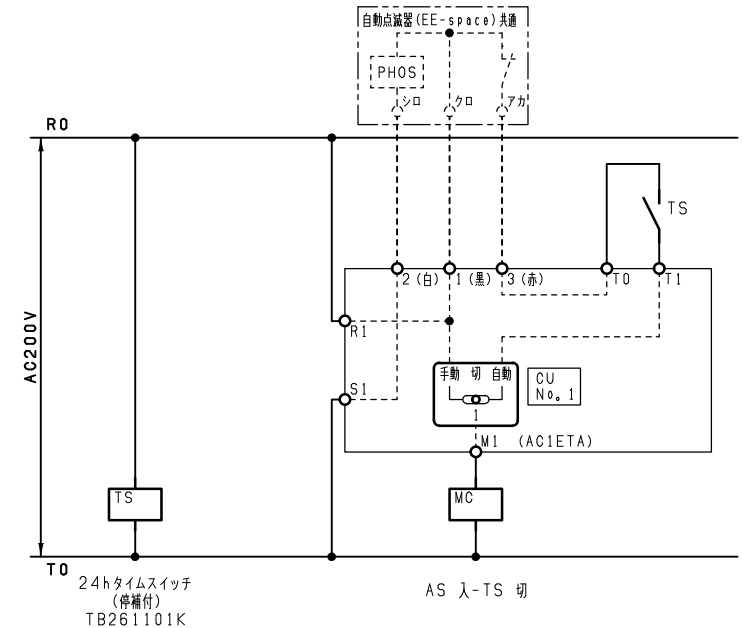 自動点滅器(EE-space)共通
PHOS
シロ
クロ
アカ
R0
TS
2(白)
1(黒)
3(赤)
T0
T1
R1
AC200V
手動 切 自動
CU
No. 1
S1
1
M1 (AC1ETA)
TS
MC
T0
24hタイムスイッチ
(停補付)
TB261101K
AS 入-TS 切